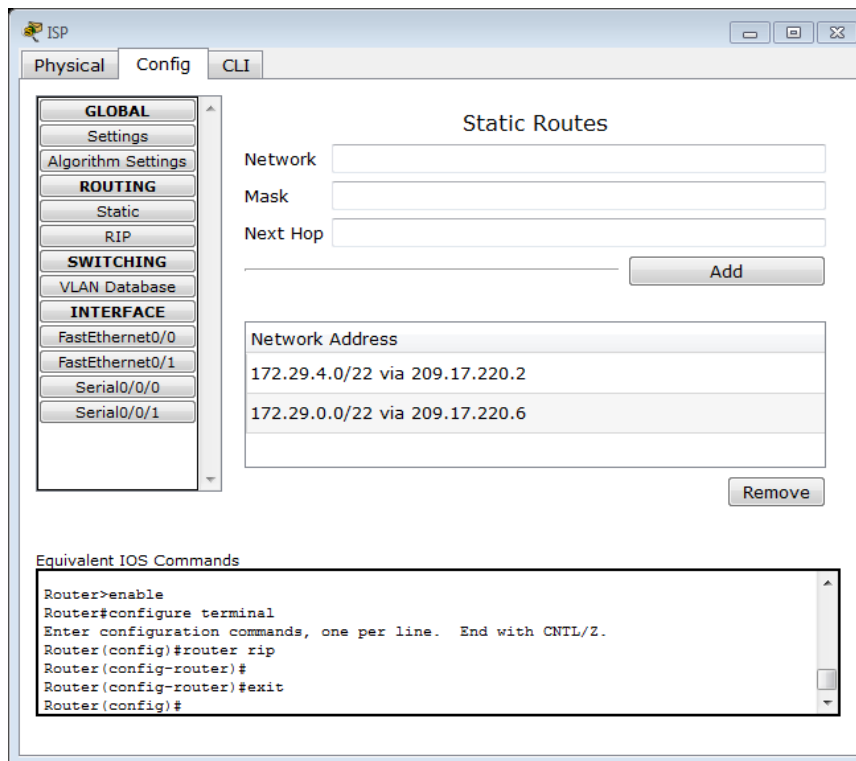 ISP
Physical Config CLI
GLOBAL
Settings
Algorithm Settings
ROUTING
Static
RIP
SWITCHING
VLAN Database
INTERFACE
FastEthernet0/0
FastEthernet0/1
Serial0/0/0
Serial0/0/1
Static Routes
Network
Mask
Next Hop
Add
Network Address
172.29.4.0/22 via 209.17.220.2
172.29.0.0/22 via 209.17.220.6
Remove
Equivalent IOS Commands
Router>enable
Router#configure terminal
Enter configuration commands, one per line.  End with CNTL/Z.
Router(config)#router rip
Router(config-router)#
Router(config-router)#exit
Router(config)#